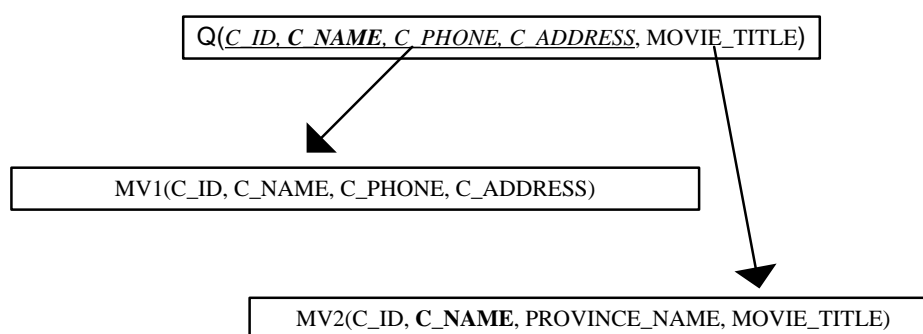 Q(C_ID, C_NAME, C_PHONE, C_ADDRESS, MOVIE_TITLE)
MV1(C_ID, C_NAME, C_PHONE, C_ADDRESS)
MV2(C_ID, C_NAME, PROVINCE_NAME, MOVIE_TITLE)